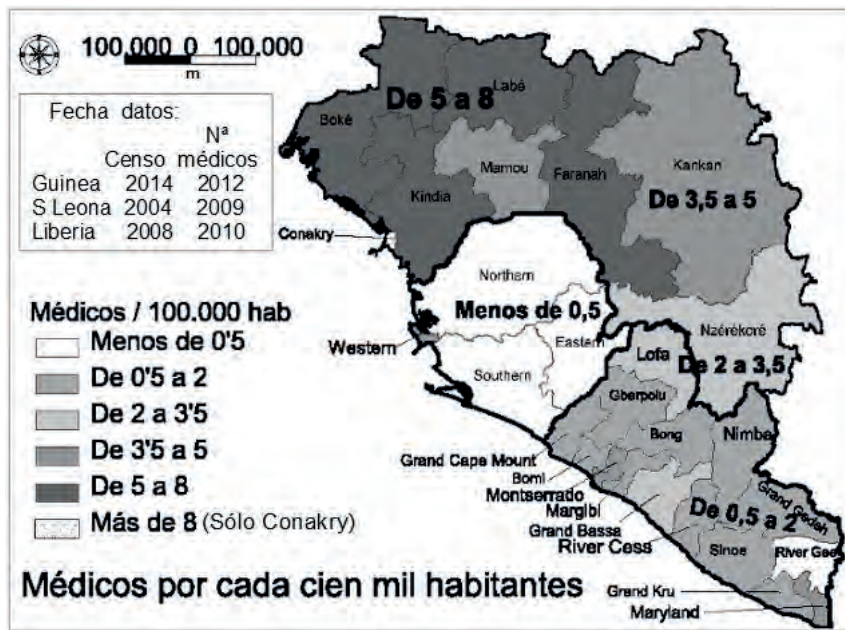 100.000 0 100.000
m
Fecha datos:
Nª
Censo médicos
Guinea 2014 2012
S Leona 2004 2009
Liberia 2008 2010
De 5 a 8
Labé
Boké
Mamou
Kindia
Faranah
Kankan
De 3,5 a 5
Conakry
Northern
Menos de 0,5
Western
Eastern
Southern
Nzérékoré
De 2 a 3,5
Lofa
Gberpolu
Bong
Nimba
Grand Cape Mount
Bomi
Montserrado
Margibi
Grand Bassa
River Cess
Grand Gedeh
De 0,5 a 2
Sinoe
River Gee
Grand Kru
Maryland
Médicos / 100.000 hab
Menos de 0'5
De 0'5 a 2
De 2 a 3'5
De 3'5 a 5
De 5 a 8
Más de 8 (Sólo Conakry)
Médicos por cada cien mil habitantes